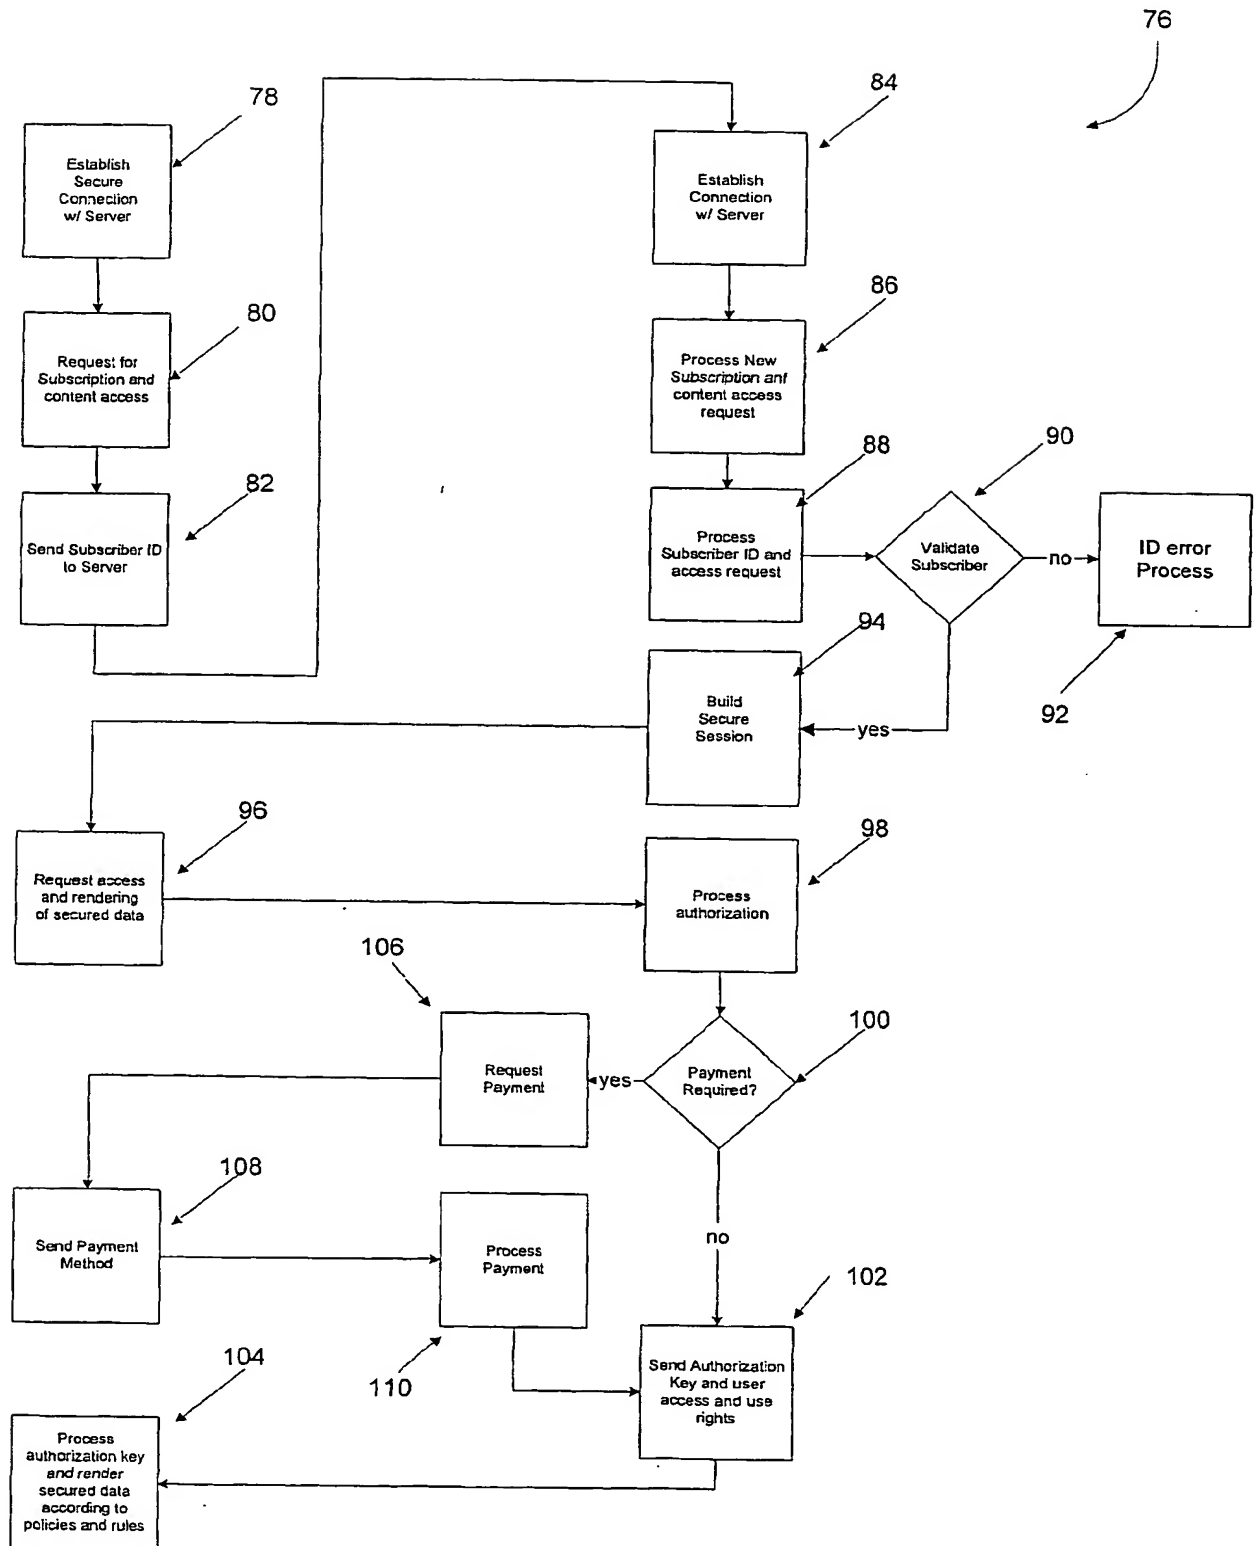 76
78
Establish
Secure
Connection
w/ Server
84
Establish
Connection
w/ Server
80
Request for
Subscription and
content access
86
Process New
Subscription anf
content access
request
82
Send Subscriber ID
to Server
88
Process
Subscriber ID and
access request
90
Validate
Subscriber
no
ID error
Process
92
94
Build
Secure
Session
yes
96
Request access
and rendering
of secured data
98
Process
authorization
100
Payment
Required?
yes
106
Request
Payment
108
Send Payment
Method
Process
Payment
110
no
102
Send Authorization
Key and user
access and use
rights
104
Process
authorization key
and render
secured data
according to
policies and rules